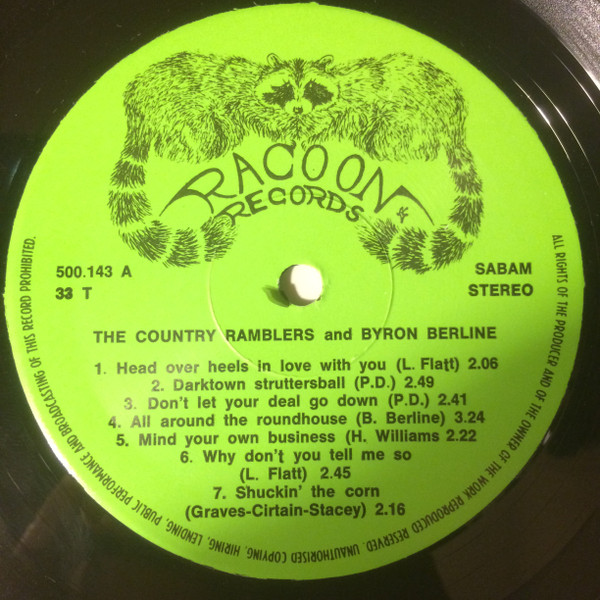 RACOON
RECORDS
500.143 A
33 T
SABAM
STEREO
THE COUNTRY RAMBLERS and BYRON BERLINE
1. Head over heels in love with you (L. Flatt) 2.06
2. Darktown struttersball (P.D.) 2.49
3. Don't let your deal go down (P.D.) 2.41
4. All around the roundhouse (B. Berline) 3.24
5. Mind your own business (H. Williams 2.22
6. Why don't you tell me so
(L. Flatt) 2.45
7. Shuckin' the corn
(Graves-Cirtain-Stacey) 2.16
ALL RIGHTS OF THE PRODUCER AND OF THE OWNER OF THE WORK REPRODUCED RESERVED. UNAUTHORISED COPYING, HIRING, LENDING, PUBLIC PERFORMANCE AND BROADCASTING OF THIS RECORD PROHIBITED.